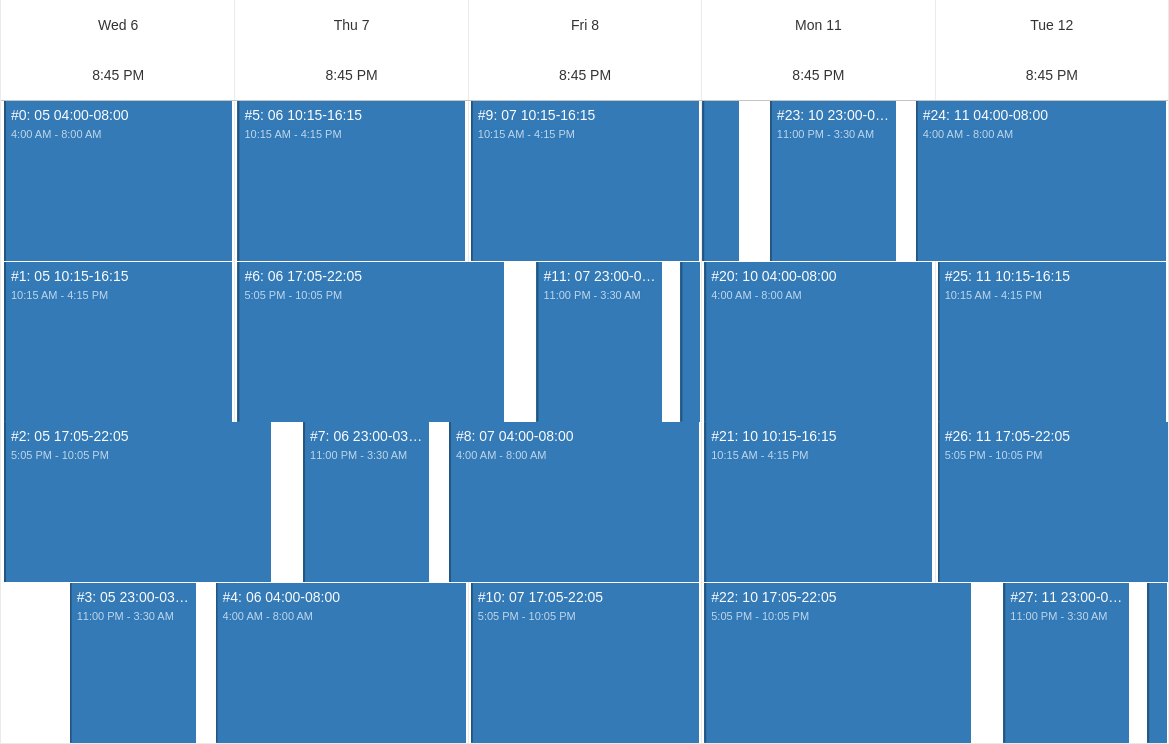 Wed 6
Thu 7
Fri 8
Mon 11
Tue 12
8:45 PM
8:45 PM
8:45 PM
8:45 PM
8:45 PM
#0: 05 04:00-08:00
4:00 AM - 8:00 AM
#5: 06 10:15-16:15
10:15 AM - 4:15 PM
#9: 07 10:15-16:15
10:15 AM - 4:15 PM
#23: 10 23:00-0…
11:00 PM - 3:30 AM
#24: 11 04:00-08:00
4:00 AM - 8:00 AM
#1: 05 10:15-16:15
10:15 AM - 4:15 PM
#6: 06 17:05-22:05
5:05 PM - 10:05 PM
#11: 07 23:00-0…
11:00 PM - 3:30 AM
#20: 10 04:00-08:00
4:00 AM - 8:00 AM
#25: 11 10:15-16:15
10:15 AM - 4:15 PM
#2: 05 17:05-22:05
5:05 PM - 10:05 PM
#7: 06 23:00-03…
11:00 PM - 3:30 AM
#8: 07 04:00-08:00
4:00 AM - 8:00 AM
#21: 10 10:15-16:15
10:15 AM - 4:15 PM
#26: 11 17:05-22:05
5:05 PM - 10:05 PM
#3: 05 23:00-03…
11:00 PM - 3:30 AM
#4: 06 04:00-08:00
4:00 AM - 8:00 AM
#10: 07 17:05-22:05
5:05 PM - 10:05 PM
#22: 10 17:05-22:05
5:05 PM - 10:05 PM
#27: 11 23:00-0…
11:00 PM - 3:30 AM